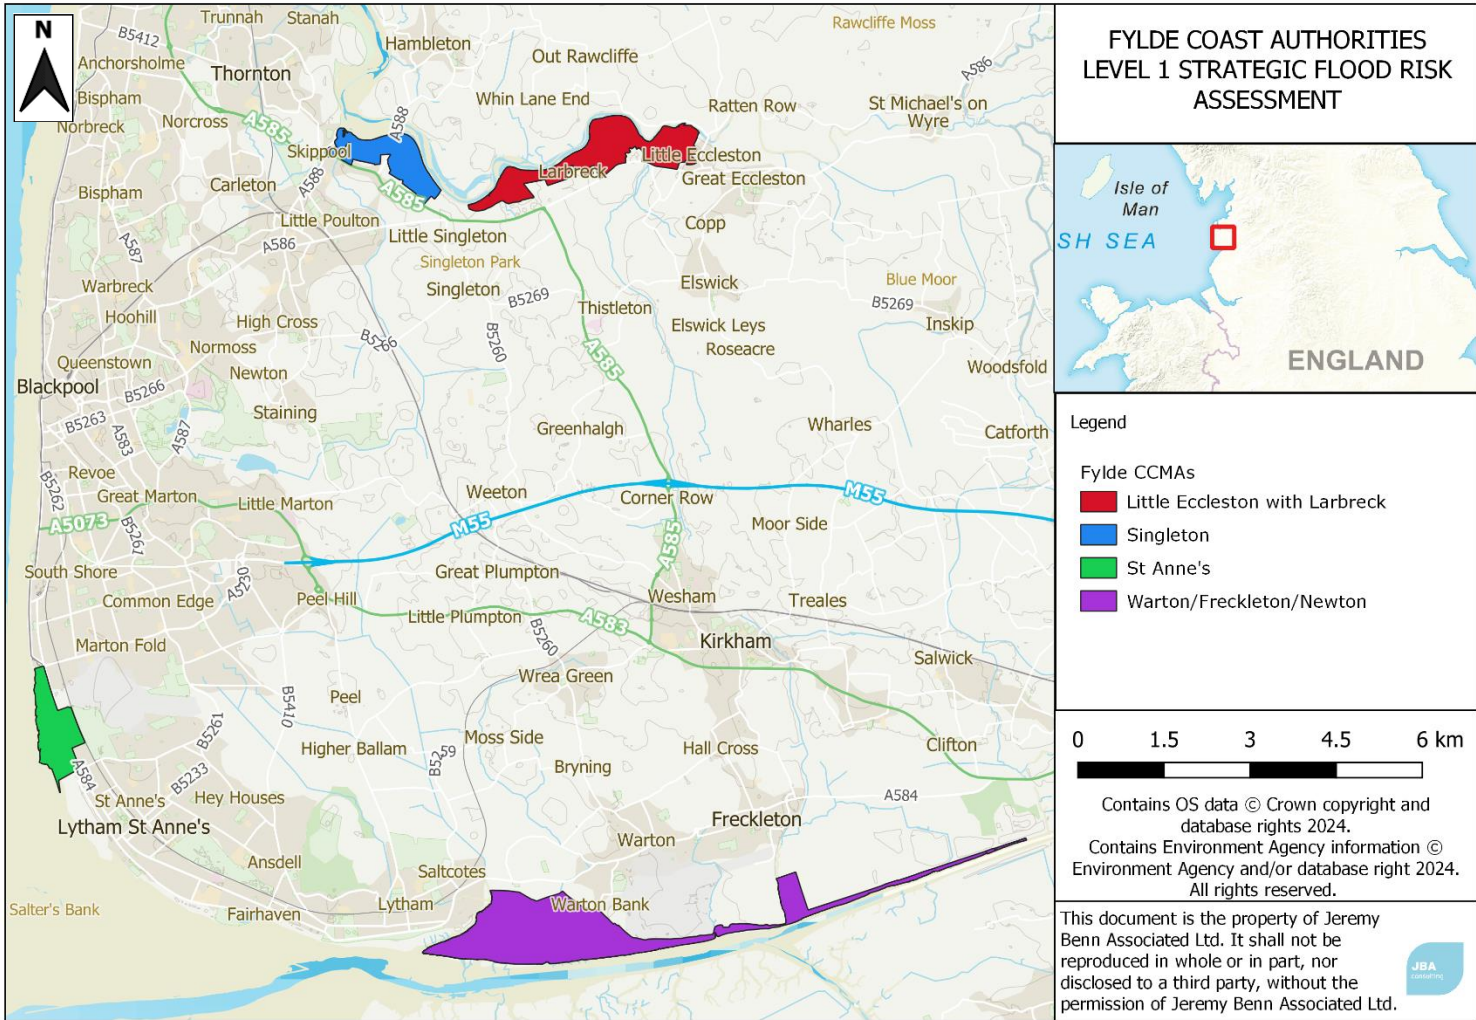 N
B5412
Trunnah
Stanah
Hambleton
Rawcliffe Moss
Out Rawcliffe
A586
Anchorsholme
Thornton
Bispham
Whin Lane End
Ratten Row
St Michael's on
Wyre
Norbreck
Norcross
A585
A588
Skippool
Little Eccleston
Larbreck
Great Eccleston
Bispham
Carleton
A588
A585
Little Poulton
Copp
A587
A586
Little Singleton
Singleton Park
Singleton
Elswick
Blue Moor
Warbreck
B5269
B5269
Hoohill
High Cross
Thistleton
Elswick Leys
Inskip
B5266
B5260
Normoss
Roseacre
Queenstown
A585
Newton
Woodsfold
Blackpool
B5266
Staining
B5263
A583
A587
Greenhalgh
Wharles
Catforth
Revoe
B5262
Great Marton
Little Marton
Weeton
Corner Row
M55
A5073
B5261
M55
Moor Side
A585
South Shore
Great Plumpton
A5230
Common Edge
Peel Hill
Little Plumpton
Wesham
Treales
A583
B5260
Marton Fold
Kirkham
Salwick
Wrea Green
Peel
B5410
B5261
Moss Side
Higher Ballam
B5259
Hall Cross
Clifton
A584
B5233
Bryning
St Anne's
Hey Houses
A584
Lytham St Anne's
Freckleton
Warton
Ansdell
Saltcotes
Salter's Bank
Fairhaven
Lytham
Warton Bank
FYLDE COAST AUTHORITIES
LEVEL 1 STRATEGIC FLOOD RISK
ASSESSMENT
Isle of
Man
SH SEA
ENGLAND
Legend
Fylde CCMAs
Little Eccleston with Larbreck
Singleton
St Anne's
Warton/Freckleton/Newton
0 1.5 3 4.5 6 km
Contains OS data © Crown copyright and
database rights 2024.
Contains Environment Agency information ©
Environment Agency and/or database right 2024.
All rights reserved.
This document is the property of Jeremy
Benn Associated Ltd. It shall not be
reproduced in whole or in part, nor
disclosed to a third party, without the
permission of Jeremy Benn Associated Ltd.
JBA
consulting